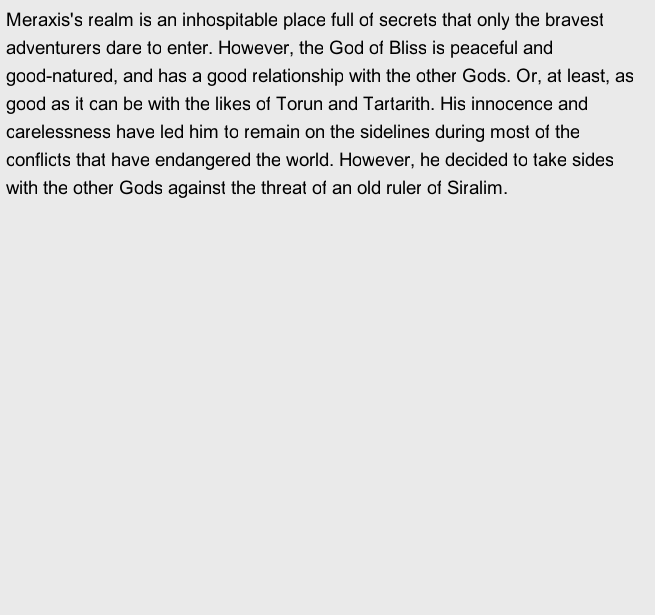 Meraxis's realm is an inhospitable place full of secrets that only the bravest
adventurers dare to enter. However, the God of Bliss is peaceful and
good-natured, and has a good relationship with the other Gods. Or, at least, as
good as it can be with the likes of Torun and Tartarith. His innocence and
carelessness have led him to remain on the sidelines during most of the
conflicts that have endangered the world. However, he decided to take sides
with the other Gods against the threat of an old ruler of Siralim.